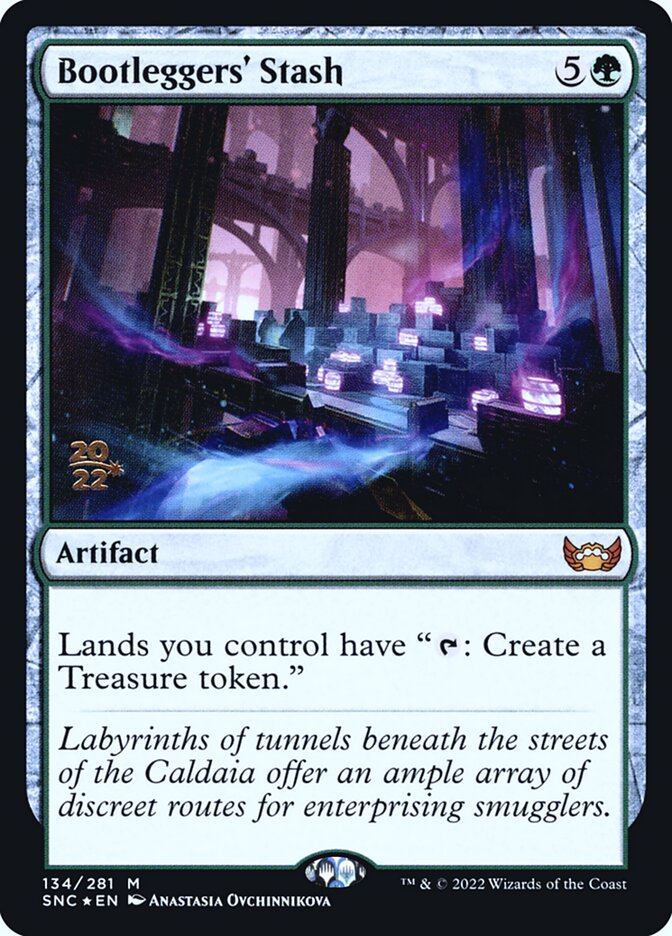 Bootleggers' Stash 5
20
22
Artifact
Lands you control have “: Create a
Treasure token.”
Labyrinths of tunnels beneath the streets
of the Caldaia offer an ample array of
discreet routes for enterprising smugglers.
134/281 M
SNC★EN Anastasia Ovchinnikova
™ & © 2022 Wizards of the Coast